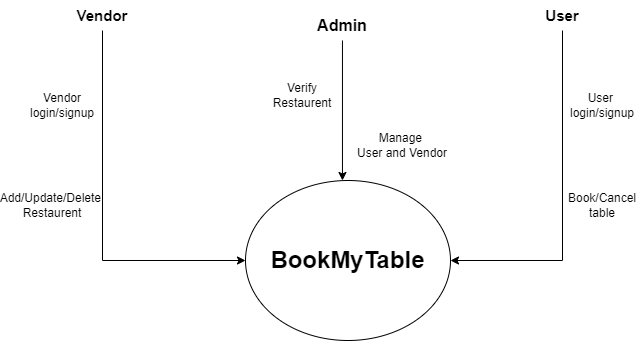 Vendor
Admin
User
Vendor
login/signup
Verify
Restaurent
User
login/signup
Manage
User and Vendor
Add/Update/Delete
Restaurent
Book/Cancel
table
BookMyTable